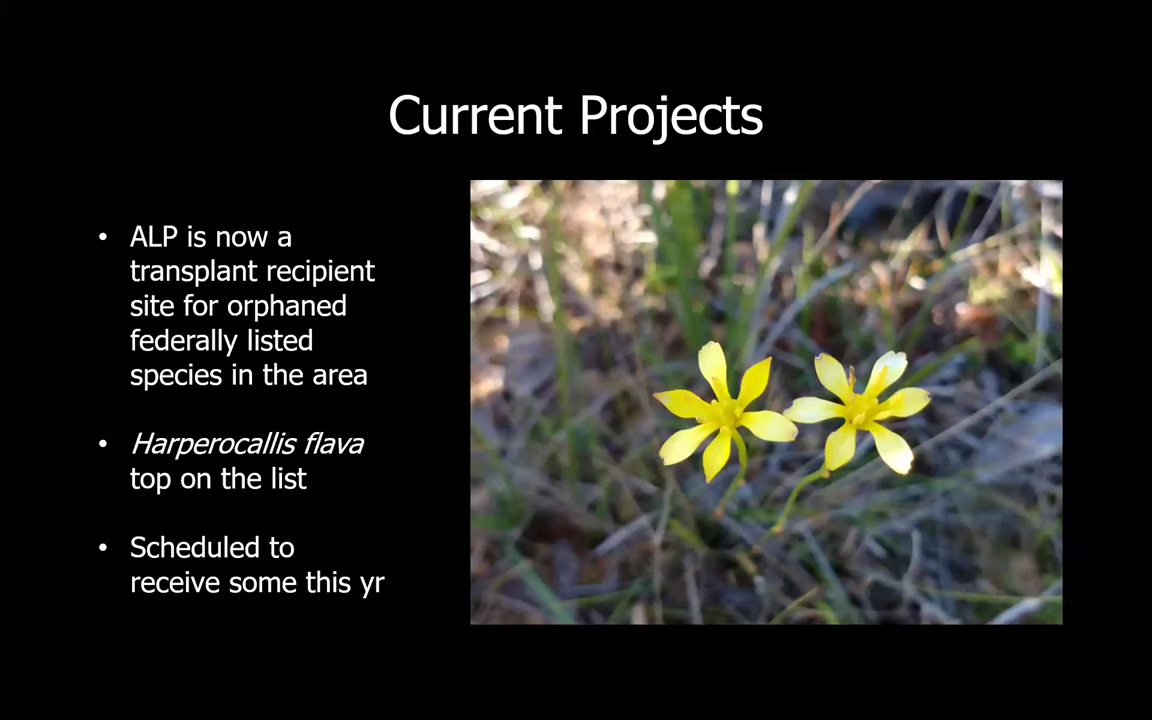 Current Projects
• ALP is now a
transplant recipient
site for orphaned
federally listed
species in the area
• Harperocallis flava
top on the list
• Scheduled to
receive some this yr